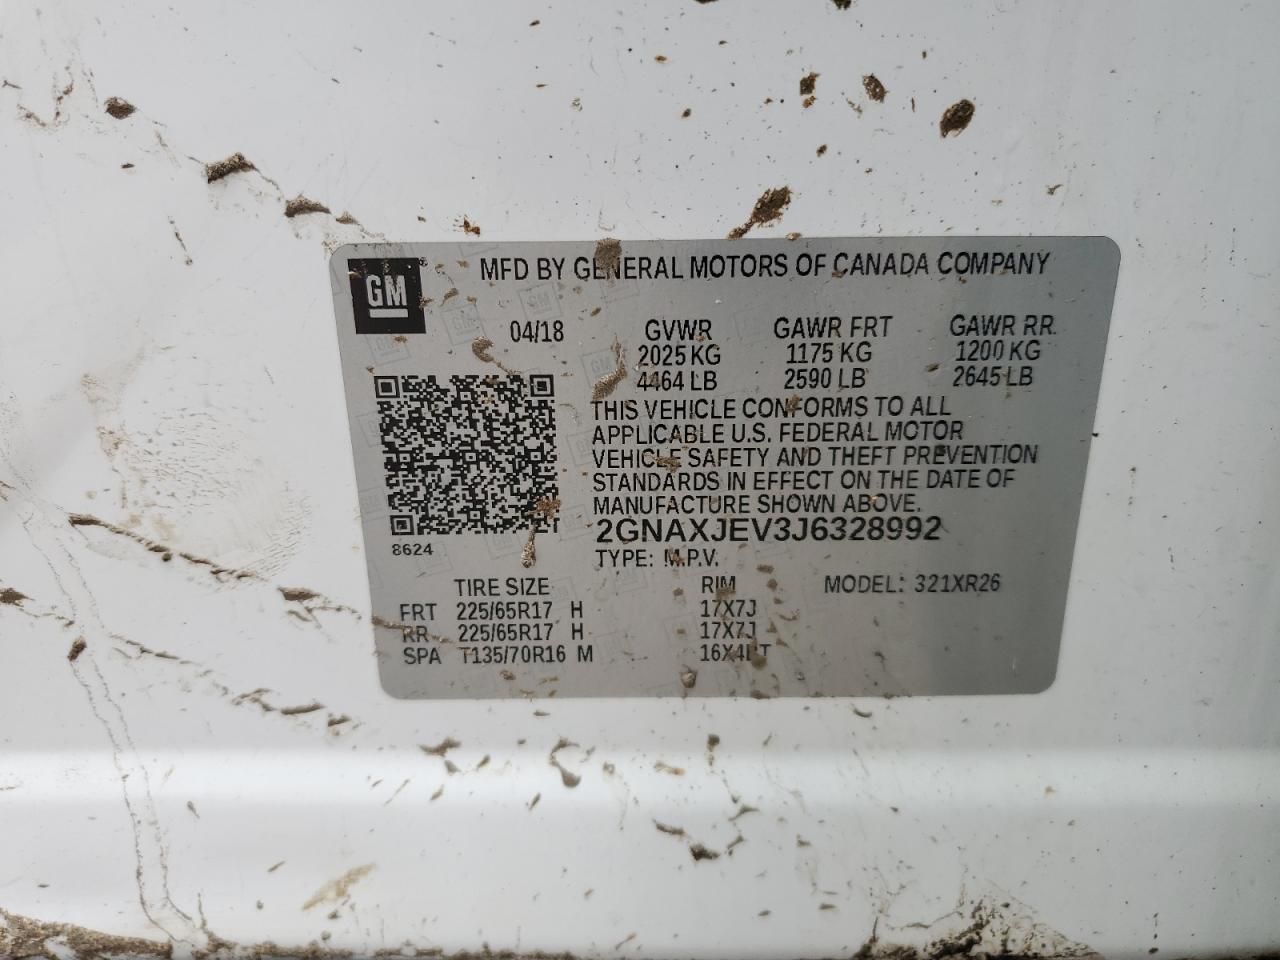 MFD BY GENERAL MOTORS OF CANADA COMPANY
GM
04/18 GVWR GAWR FRT GAWR RR
2025 KG 1175 KG 1200 KG
4464 LB 2590 LB 2645 LB
THIS VEHICLE CONFORMS TO ALL
APPLICABLE U.S. FEDERAL MOTOR
VEHICLE SAFETY AND THEFT PREVENTION
STANDARDS IN EFFECT ON THE DATE OF
MANUFACTURE SHOWN ABOVE.
2GNAXJEV3J6328992
8624
TYPE: M.P.V.
TIRE SIZE RIM MODEL: 321XR26
FRT 225/65R17 H 17X7J
RR 225/65R17 H 17X7J
SPA T135/70R16 M